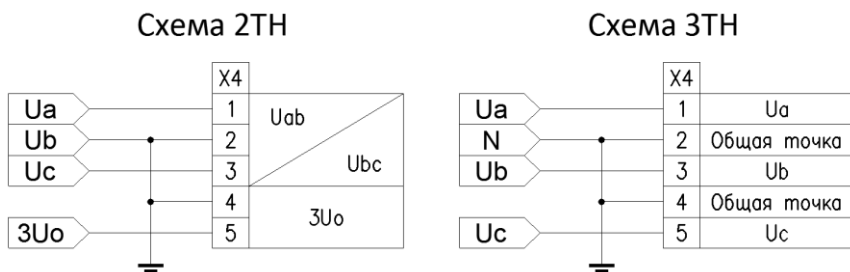 Схема 2ТН
X4
Ua 1 Uab
Ub 2
Uc 3 Ubc
4 3Uo
3Uo 5
Схема 3ТН
X4
Ua 1 Ua
N 2 Общая точка
Ub 3 Ub
4 Общая точка
Uc 5 Uc